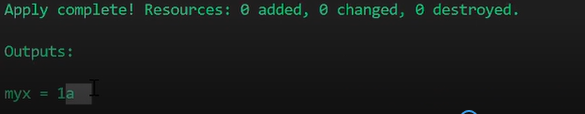 Apply complete! Resources: 0 added, 0 changed, 0 destroyed.
Outputs:
myx = 1a